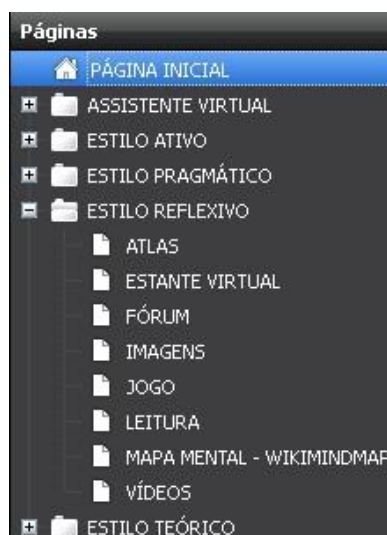 Páginas
PÁGINA INICIAL
ASSISTENTE VIRTUAL
ESTILO ATIVO
ESTILO PRAGMÁTICO
ESTILO REFLEXIVO
ATLAS
ESTANTE VIRTUAL
FÓRUM
IMAGENS
JOGO
LEITURA
MAPA MENTAL - WIKIMINDMAP
VÍDEOS
ESTILO TEÓRICO